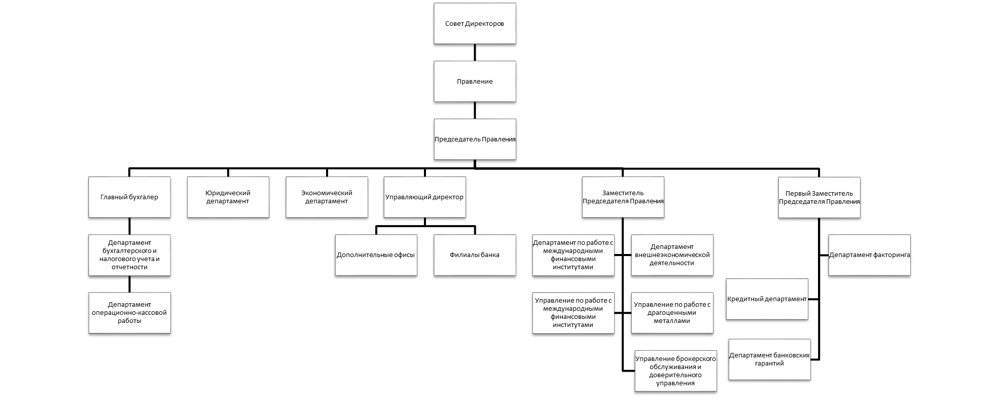 Совет Директоров
Правление
Председатель Правления
Главный бухгалер
Юридический
департамент
Экономический
департамент
Управляющий директор
Заместитель
Председателя Правления
Первый Заместитель
Председателя Правления
Департамент
бухгалтерского и
налогового учета и
отчетности
Дополнительные офисы
Филиалы банка
Департамент по работе с
международными
финансовыми
институтами
Департамент
внешнеэкономической
деятельности
Департамент факторинга
Департамент
операционно-кассовой
работы
Управление по работе с
международными
финансовыми
институтами
Управление по работе с
драгоценными
металлами
Кредитный департамент
Управление брокерского
обслуживания и
доверительного
управления
Департамент банковских
гарантий